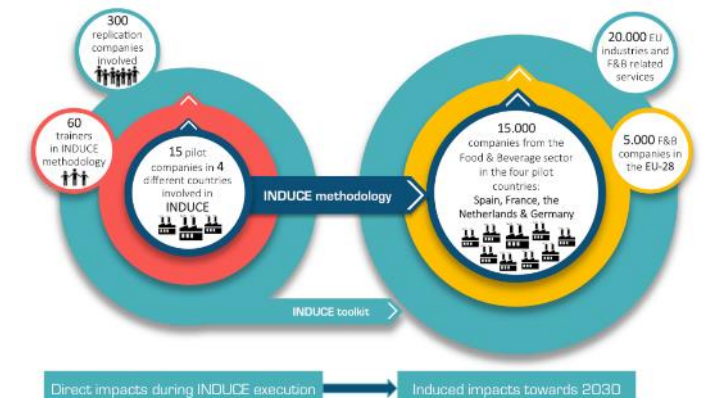 300
replication
companies
involved
60
trainers
in INDUCE
methodology
15 pilot
companies in 4
different countries
involved in
INDUCE
INDUCE methodology
INDUCE toolkit
15.000
companies from the
Food & Beverage sector
in the four pilot
countries:
Spain, France, the
Netherlands & Germany
20.000 EU
industries and
F&B related
services
5.000 F&B
companies in
the EU-28
Direct impacts during INDUCE execution
Induced impacts towards 2030